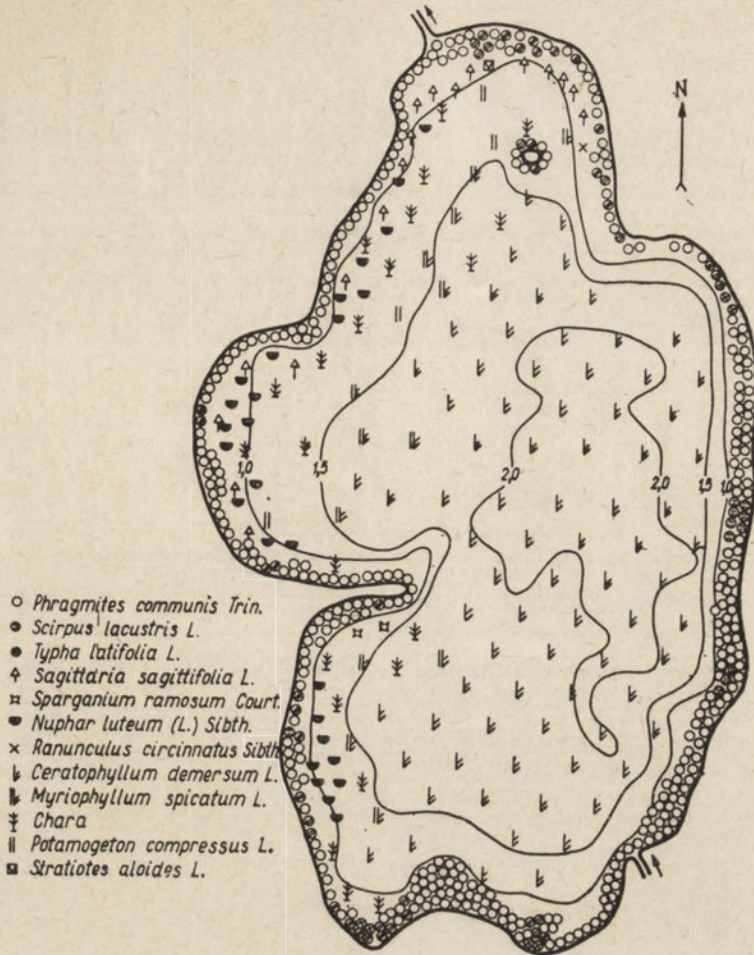 N
1,0
1,5
2,0
2,0
1,5
1,0
Phragmites communis Trin.
Scirpus lacustris L.
Typha latifolia L.
Sagittaria sagittifolia L.
Sparganium ramosum Court.
Nuphar luteum (L.) Sibth.
Ranunculus circinnatus Sibth
Ceratophyllum demersum L.
Myriophyllum spicatum L.
Chara
Potamogeton compressus L.
Stratiotes aloides L.